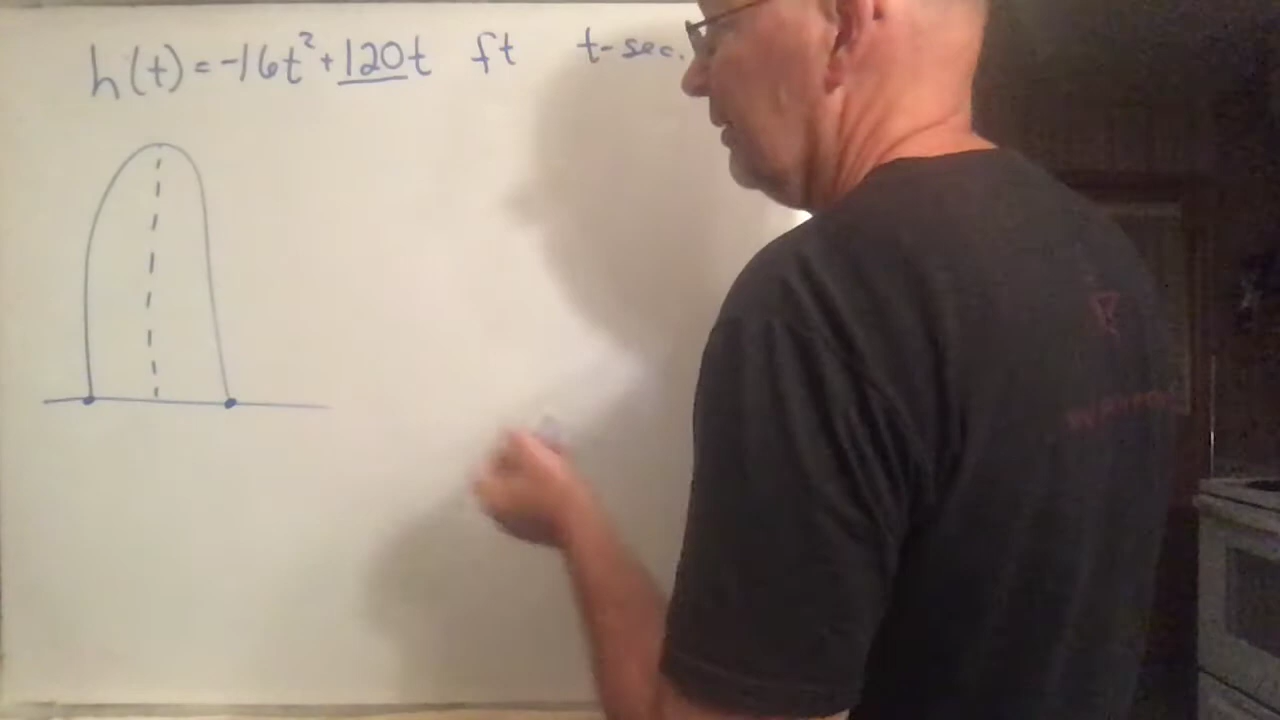 h(t) = -16t² + 120t ft t-sec.